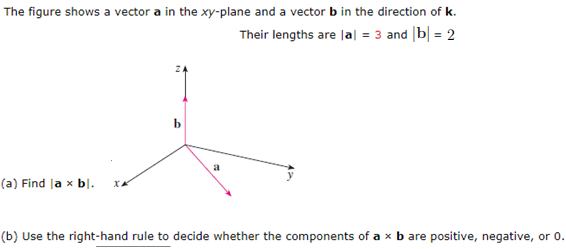 The figure shows a vector a in the xy-plane and a vector b in the direction of k.
Their lengths are |a| = 3 and |b| = 2
z
b
a
y
(a) Find |a × b|. x
(b) Use the right-hand rule to decide whether the components of a × b are positive, negative, or 0.